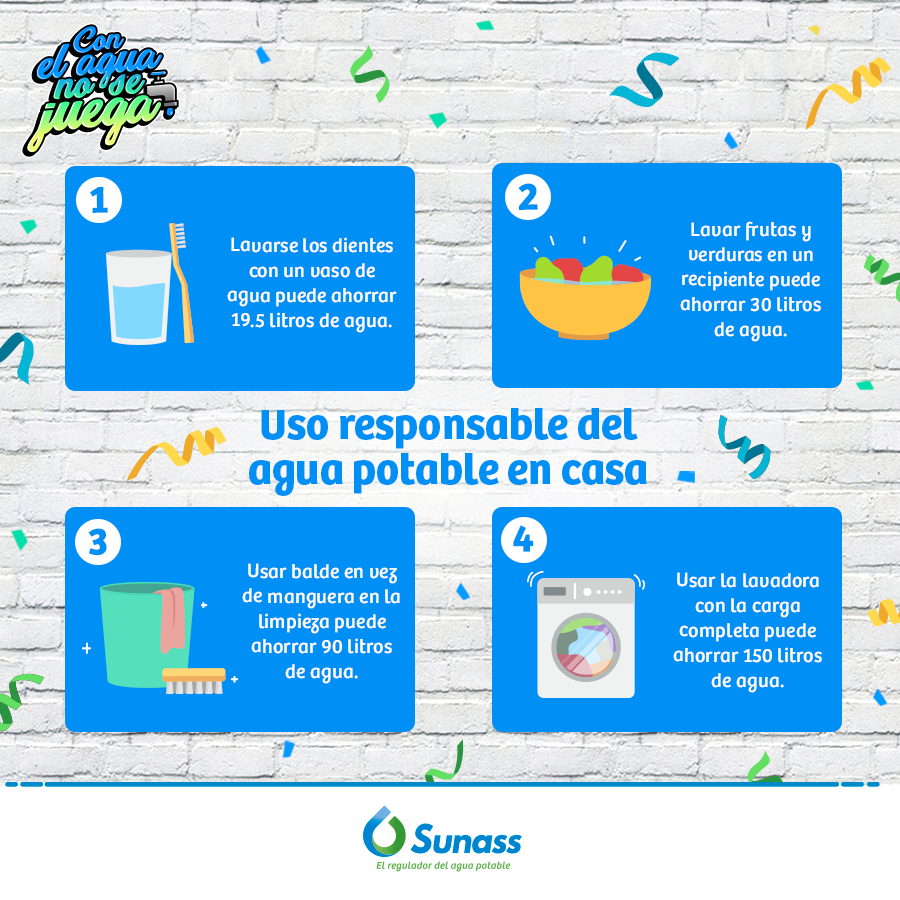 Con
el agua
no se
juega
1
Lavarse los dientes
con un vaso de
agua puede ahorrar
19.5 litros de agua.
2
Lavar frutas y
verduras en un
recipiente puede
ahorrar 30 litros
de agua.
Uso responsable del
agua potable en casa
3
Usar balde en vez
de manguera en la
limpieza puede
ahorrar 90 litros
de agua.
4
Usar la lavadora
con la carga
completa puede
ahorrar 150 litros
de agua.
Sunass
El regulador del agua potable